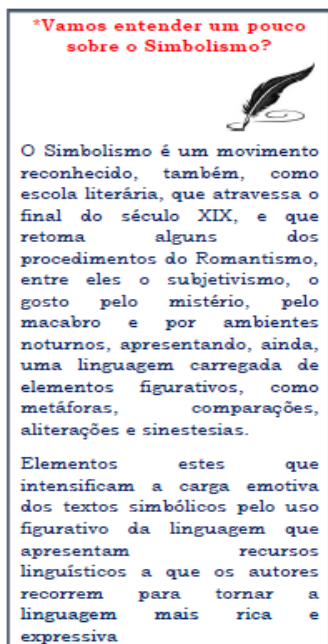 *Vamos entender um pouco
sobre o Simbolismo?
O Simbolismo é um movimento
reconhecido, também, como
escola literária, que atravessa o
final do século XIX, e que
retoma alguns dos
procedimentos do Romantismo,
entre eles o subjetivismo, o
gosto pelo mistério, pelo
macabro e por ambientes
noturnos, apresentando, ainda,
uma linguagem carregada de
elementos figurativos, como
metáforas, comparações,
aliterações e sinestesias.
Elementos estes que
intensificam a carga emotiva
dos textos simbólicos pelo uso
figurativo da linguagem que
apresentam recursos
linguísticos a que os autores
recorrem para tornar a
linguagem mais rica e
expressiva